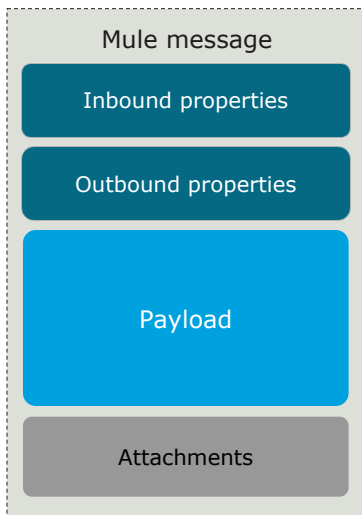 Mule message
Inbound properties
Outbound properties
Payload
Attachments